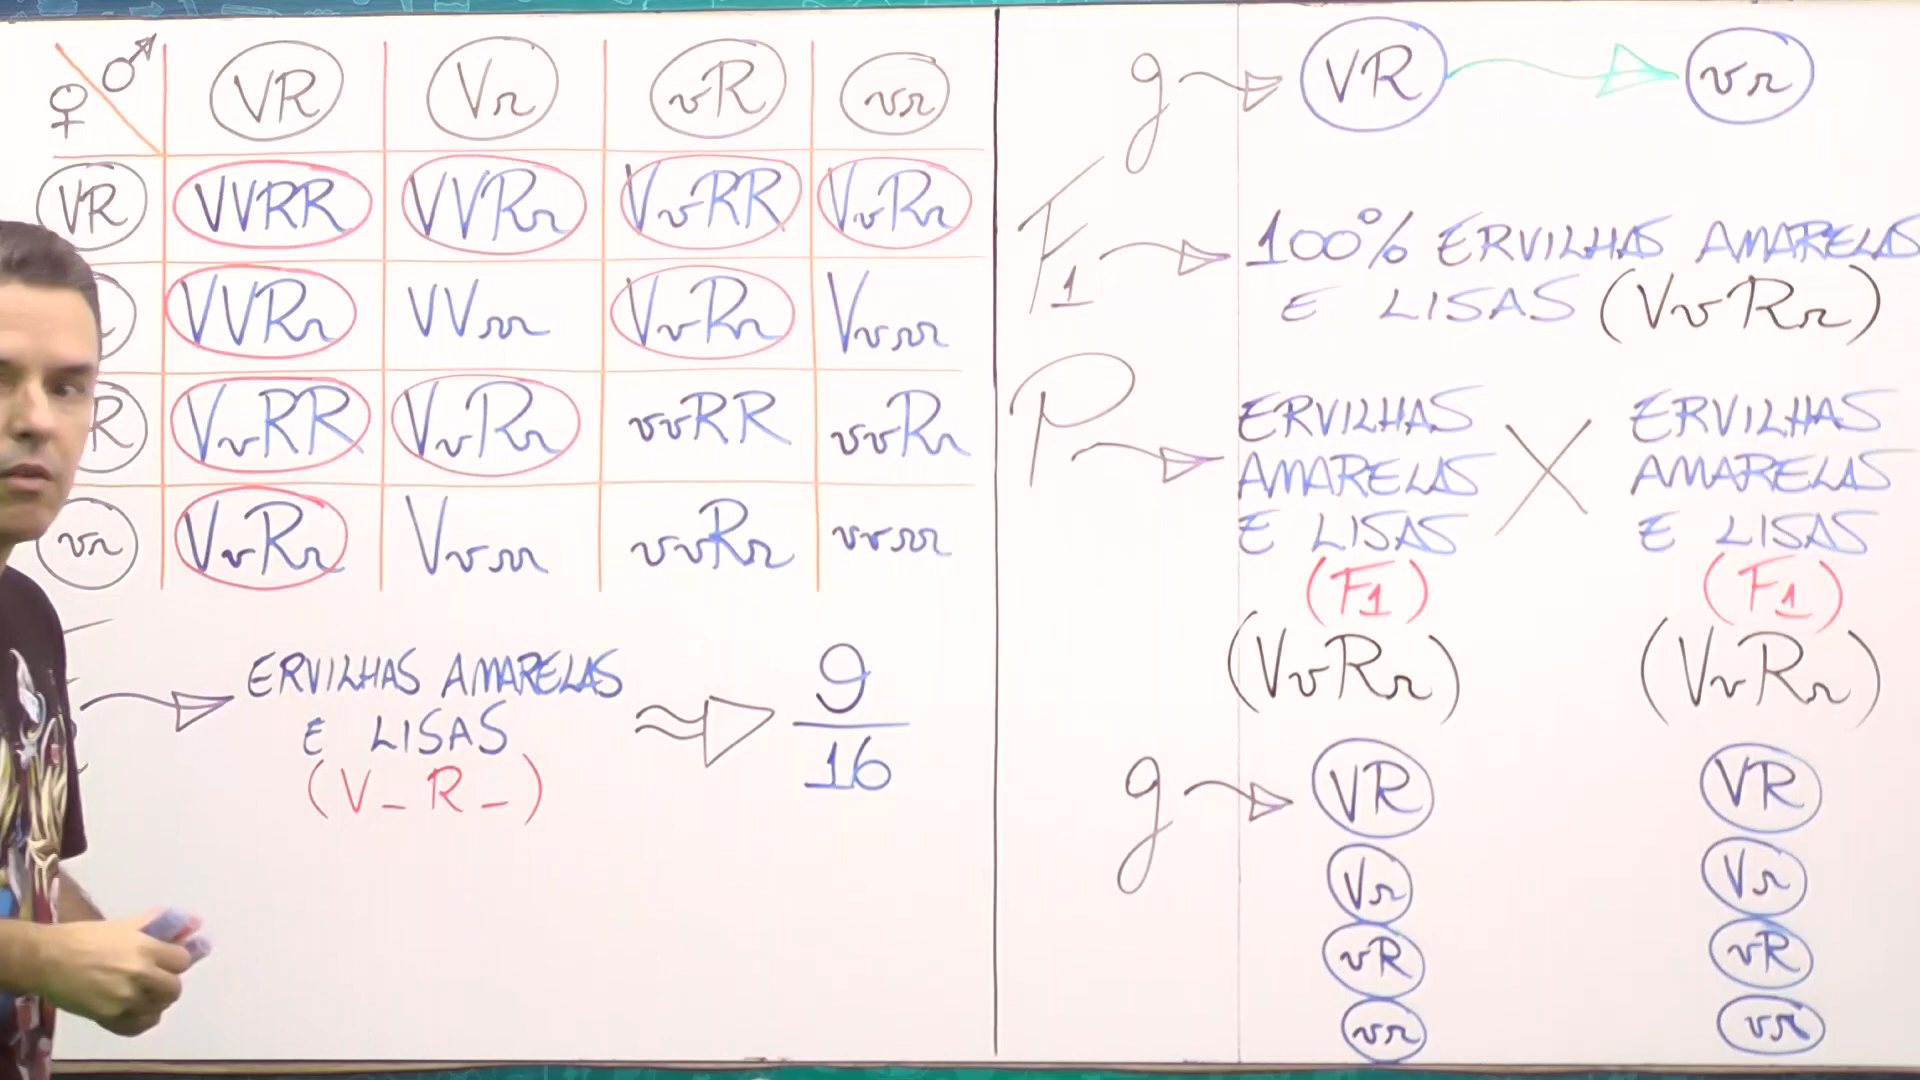 ♀ ♂ VR Vr vR vr
VR VVRR VVRr VvRR VvRr
VVRr VVrr VvRr Vvrr
R VvRR VvRr vvRR vvRr
vr VvRr Vvrr vvRr vvrr
ERVILHAS AMARELAS
E LISAS
(V_R_)
9
16
g VR vr
F1 100% ERVILHAS AMARELAS
E LISAS (VvRr)
P ERVILHAS X ERVILHAS
AMARELAS AMARELAS
E LISAS E LISAS
(F1) (F1)
(VvRr) (VvRr)
g VR VR
Vr Vr
vR vR
vr vr